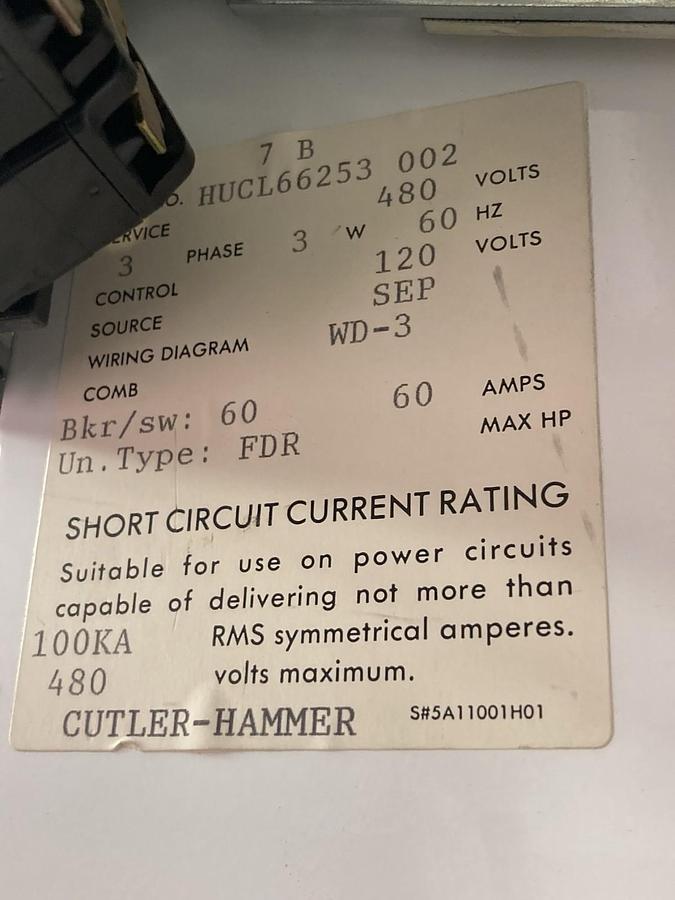 7 B
O. HUCL66253 002
480 VOLTS
ERVICE
3 PHASE 3 W 60 HZ
CONTROL 120 VOLTS
SOURCE SEP
WIRING DIAGRAM WD-3
COMB
Bkr/sw: 60 60 AMPS
Un.Type: FDR MAX HP
SHORT CIRCUIT CURRENT RATING
Suitable for use on power circuits
capable of delivering not more than
100KA RMS symmetrical amperes.
480 volts maximum.
CUTLER-HAMMER S#5A11001H01